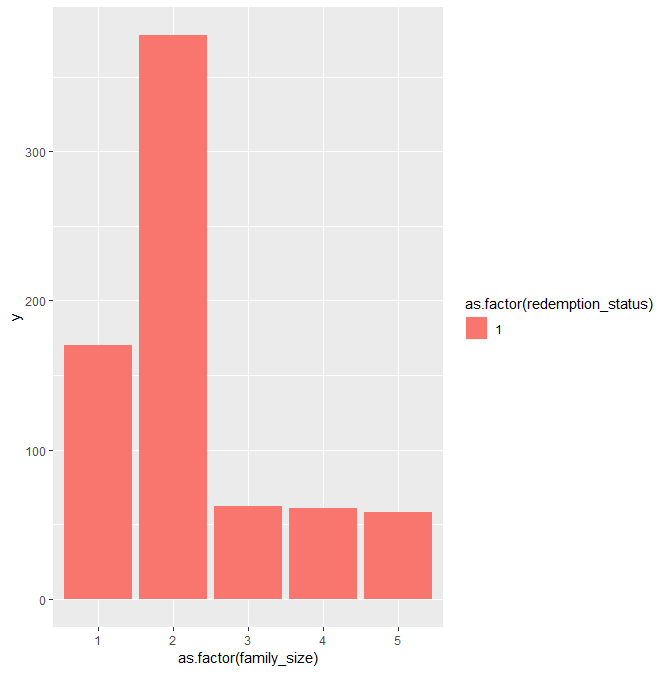 300
200
100
0
y
1 2 3 4 5
as.factor(family_size)
as.factor(redemption_status)
1